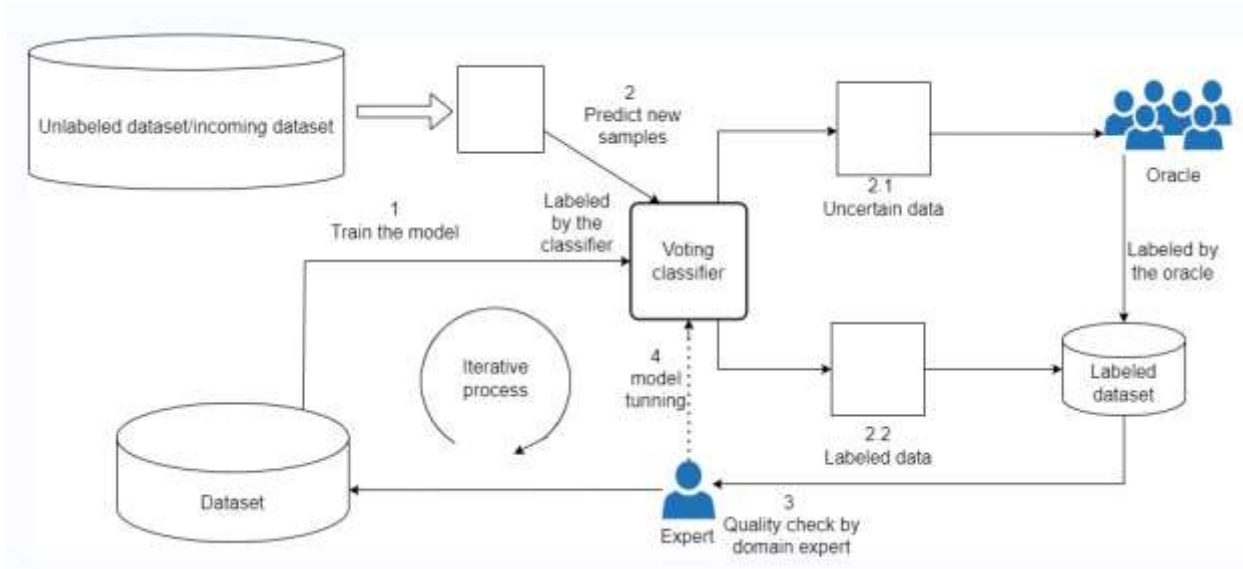 Unlabeled dataset/incoming dataset
2
Predict new
samples
2.1
Uncertain data
Oracle
1
Train the model
Labeled
by the
classifier
Voting
classifier
Labeled by
the oracle
Iterative
process
4
model
tunning
2.2
Labeled data
Labeled
dataset
Dataset
Expert
3
Quality check by
domain expert